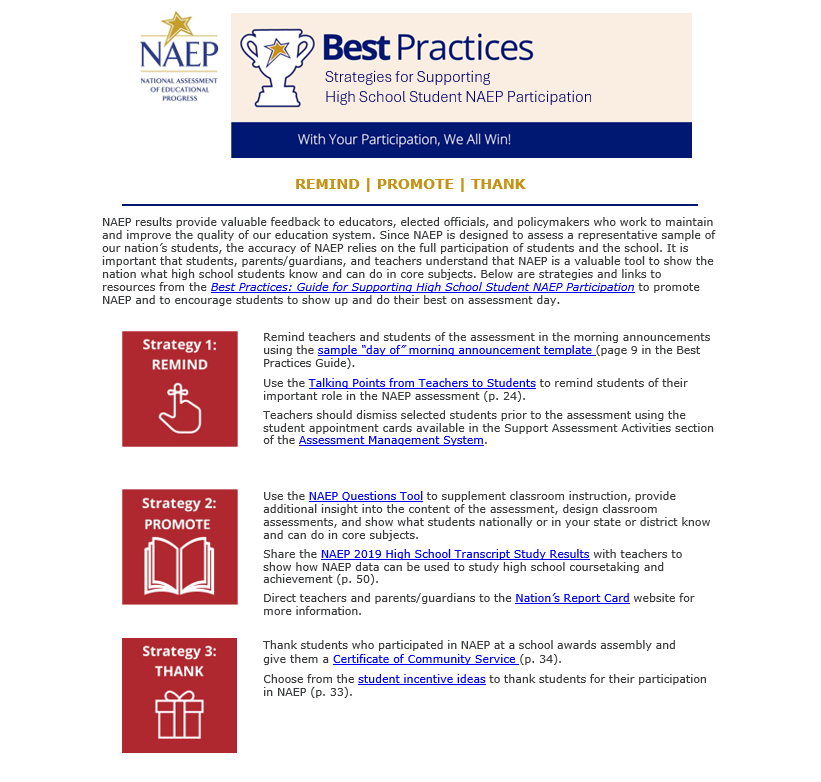 NAEP
NATIONAL ASSESSMENT
OF EDUCATIONAL
PROGRESS
Best Practices
Strategies for Supporting
High School Student NAEP Participation
With Your Participation, We All Win!
REMIND | PROMOTE | THANK
NAEP results provide valuable feedback to educators, elected officials, and policymakers who work to maintain
and improve the quality of our education system. Since NAEP is designed to assess a representative sample of
our nation’s students, the accuracy of NAEP relies on the full participation of students and the school. It is
important that students, parents/guardians, and teachers understand that NAEP is a valuable tool to show the
nation what high school students know and can do in core subjects. Below are strategies and links to
resources from the Best Practices: Guide for Supporting High School Student NAEP Participation to promote
NAEP and to encourage students to show up and do their best on assessment day.
Strategy 1:
REMIND
Remind teachers and students of the assessment in the morning announcements
using the sample “day of” morning announcement template (page 9 in the Best
Practices Guide).
Use the Talking Points from Teachers to Students to remind students of their
important role in the NAEP assessment (p. 24).
Teachers should dismiss selected students prior to the assessment using the
student appointment cards available in the Support Assessment Activities section
of the Assessment Management System.
Strategy 2:
PROMOTE
Use the NAEP Questions Tool to supplement classroom instruction, provide
additional insight into the content of the assessment, design classroom
assessments, and show what students nationally or in your state or district know
and can do in core subjects.
Share the NAEP 2019 High School Transcript Study Results with teachers to
show how NAEP data can be used to study high school coursetaking and
achievement (p. 50).
Direct teachers and parents/guardians to the Nation’s Report Card website for
more information.
Strategy 3:
THANK
Thank students who participated in NAEP at a school awards assembly and
give them a Certificate of Community Service (p. 34).
Choose from the student incentive ideas to thank students for their participation
in NAEP (p. 33).